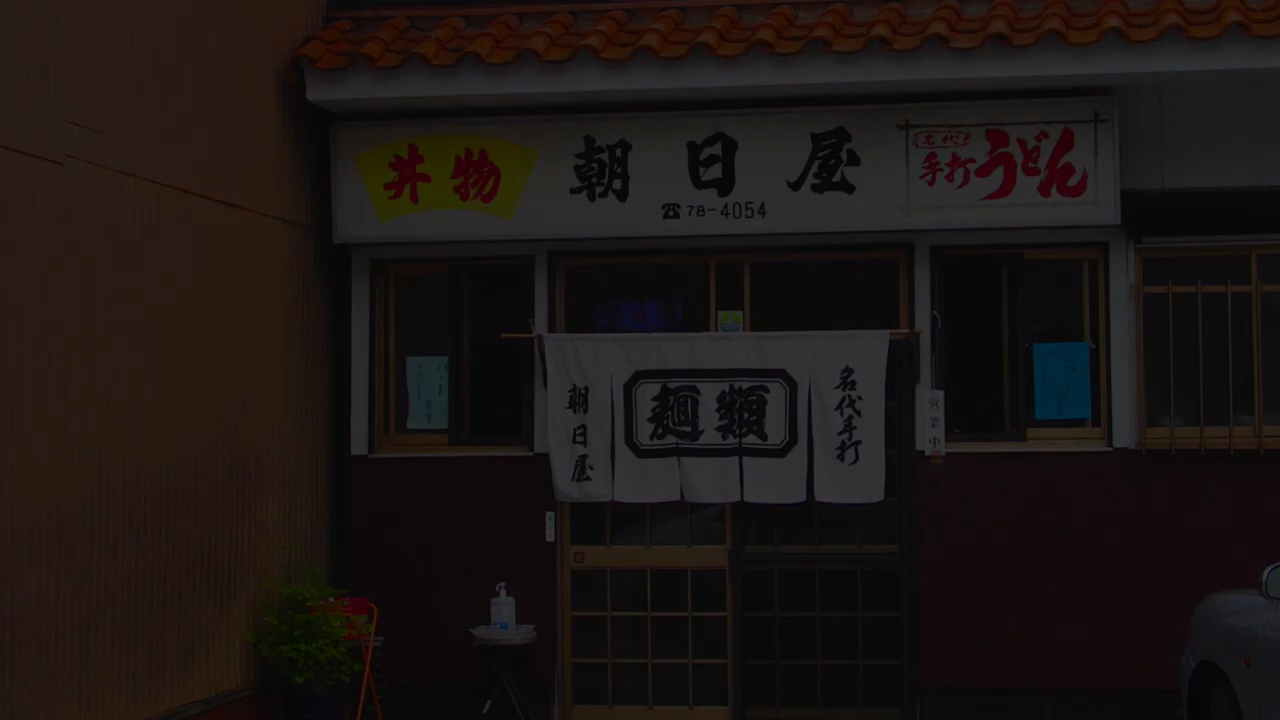 丼物
朝日屋
☎78-4054
名代
手打うどん
朝日屋
麺類
名代手打
営業中